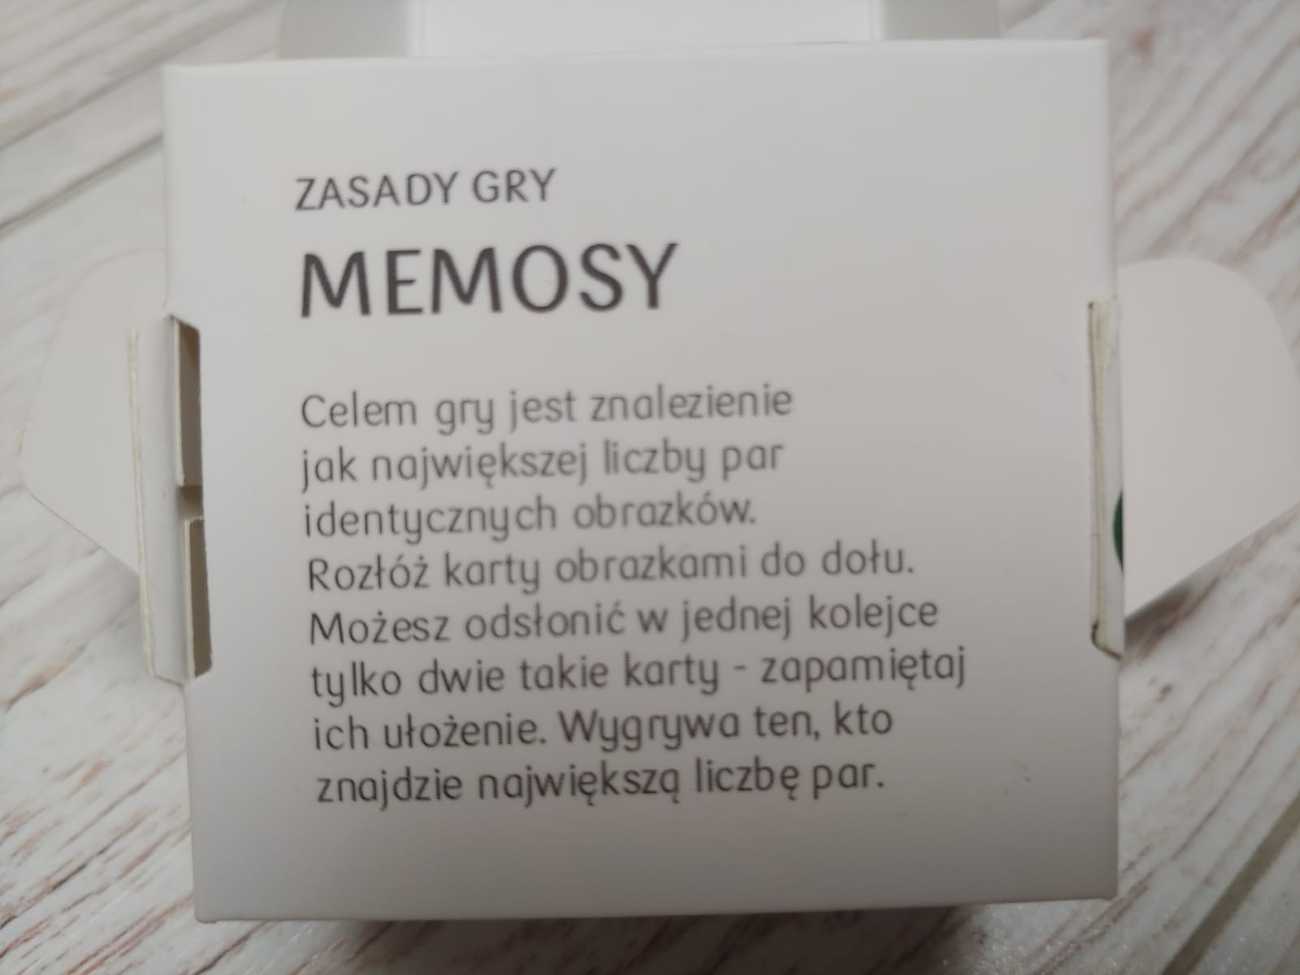 ZASADY GRY
MEMOSY
Celem gry jest znalezienie
jak największej liczby par
identycznych obrazków.
Rozłóż karty obrazkami do dołu.
Możesz odsłonić w jednej kolejce
tylko dwie takie karty - zapamiętaj
ich ułożenie. Wygrywa ten, kto
znajdzie największą liczbę par.